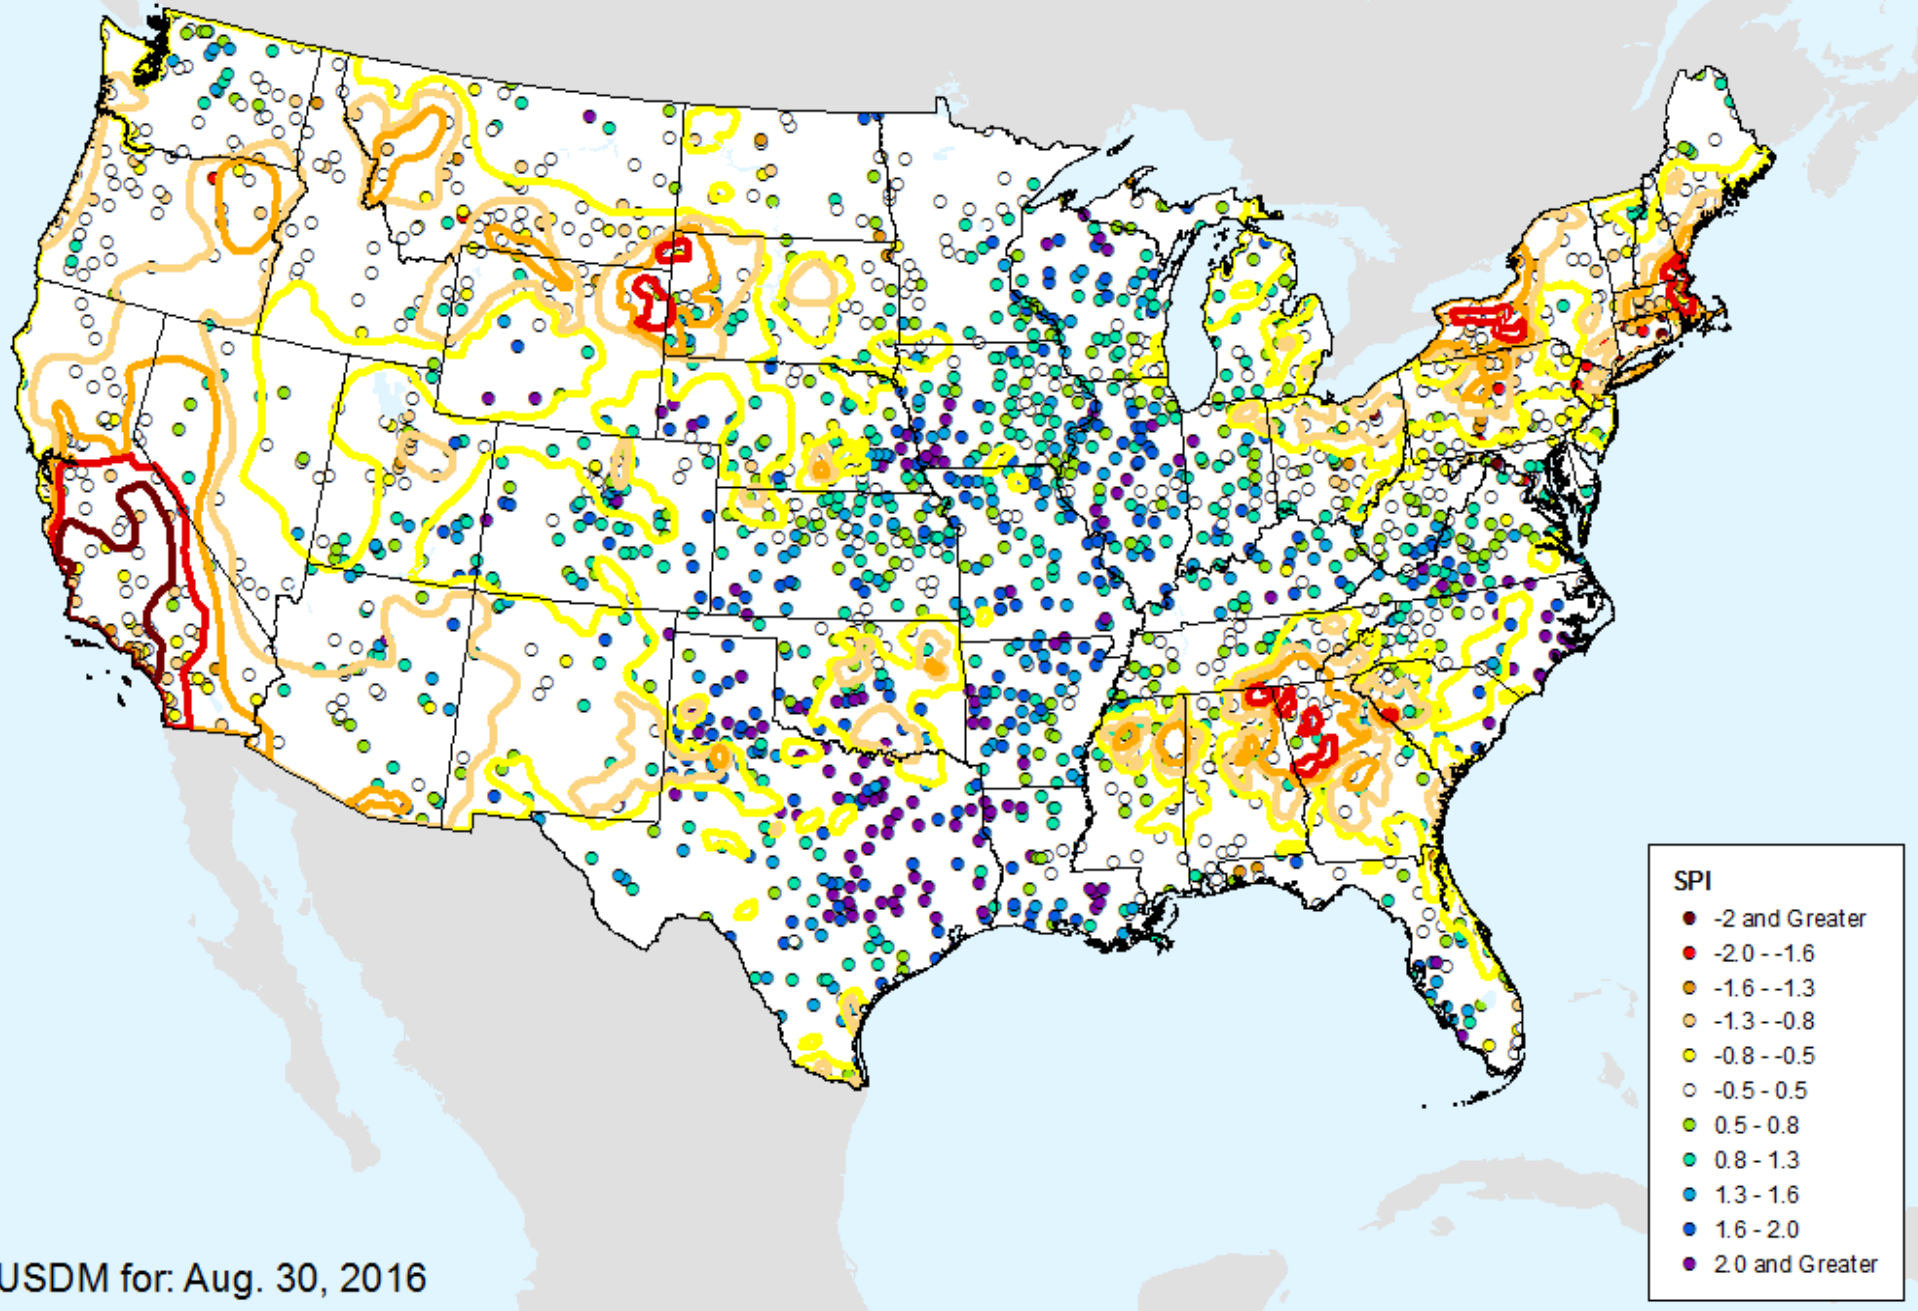 SPI
-2 and Greater
-2.0 - -1.6
-1.6 - -1.3
-1.3 - -0.8
-0.8 - -0.5
-0.5 - 0.5
0.5 - 0.8
0.8 - 1.3
1.3 - 1.6
1.6 - 2.0
2.0 and Greater
USDM for: Aug. 30, 2016